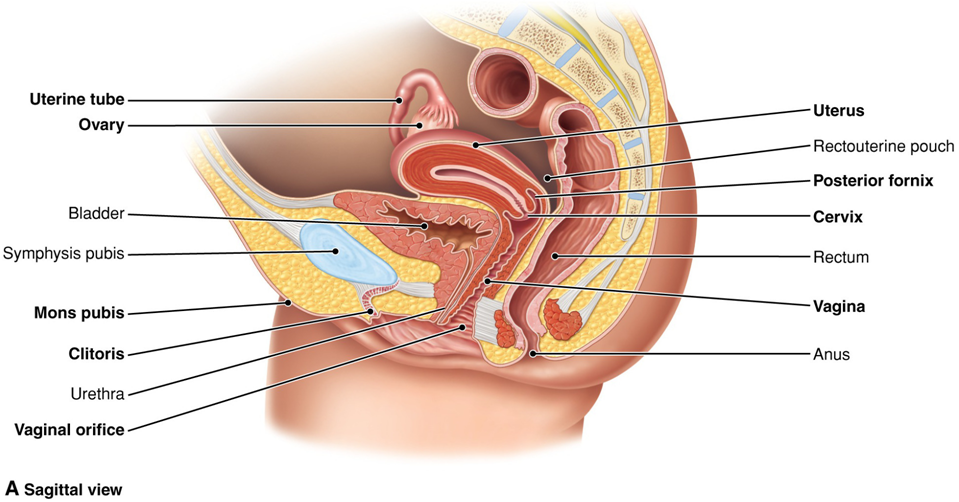 Uterine tube
Ovary
Bladder
Symphysis pubis
Mons pubis
Clitoris
Urethra
Vaginal orifice
Uterus
Rectouterine pouch
Posterior fornix
Cervix
Rectum
Vagina
Anus
A Sagittal view